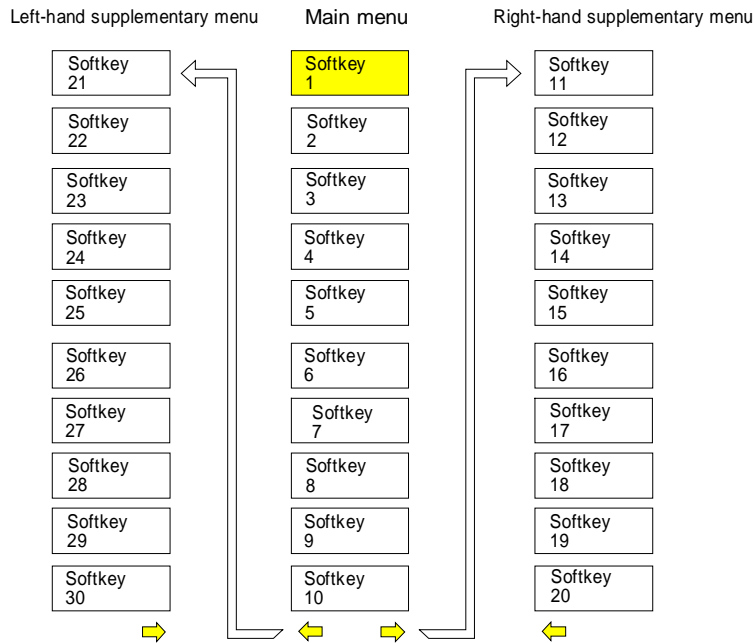 Left-hand supplementary menu
Main menu
Right-hand supplementary menu
Softkey
21
Softkey
22
Softkey
23
Softkey
24
Softkey
25
Softkey
26
Softkey
27
Softkey
28
Softkey
29
Softkey
30
Softkey
1
Softkey
2
Softkey
3
Softkey
4
Softkey
5
Softkey
6
Softkey
7
Softkey
8
Softkey
9
Softkey
10
Softkey
11
Softkey
12
Softkey
13
Softkey
14
Softkey
15
Softkey
16
Softkey
17
Softkey
18
Softkey
19
Softkey
20